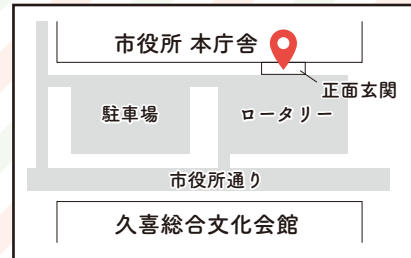 市役所 本庁舎
正面玄関
駐車場
ロータリー
市役所通り
久喜総合文化会館